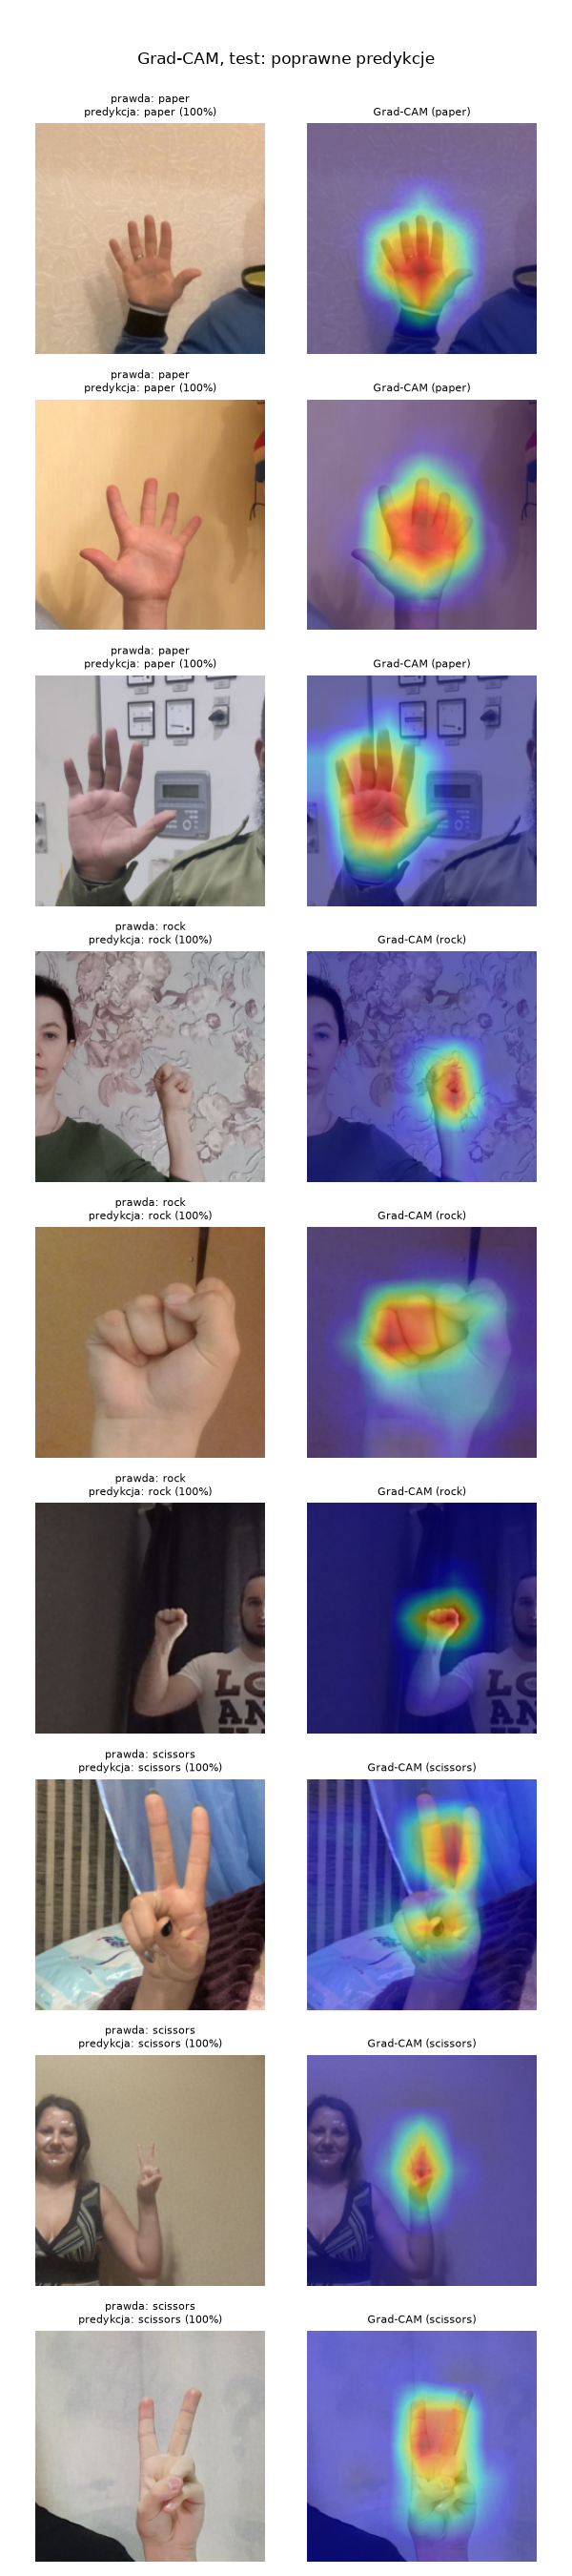 Grad-CAM, test: poprawne predykcje
prawda: paper
predykcja: paper (100%)
Grad-CAM (paper)
prawda: paper
predykcja: paper (100%)
Grad-CAM (paper)
prawda: paper
predykcja: paper (100%)
Grad-CAM (paper)
prawda: rock
predykcja: rock (100%)
Grad-CAM (rock)
prawda: rock
predykcja: rock (100%)
Grad-CAM (rock)
prawda: rock
predykcja: rock (100%)
Grad-CAM (rock)
LO
AN
LO
AN
prawda: scissors
predykcja: scissors (100%)
Grad-CAM (scissors)
prawda: scissors
predykcja: scissors (100%)
Grad-CAM (scissors)
prawda: scissors
predykcja: scissors (100%)
Grad-CAM (scissors)